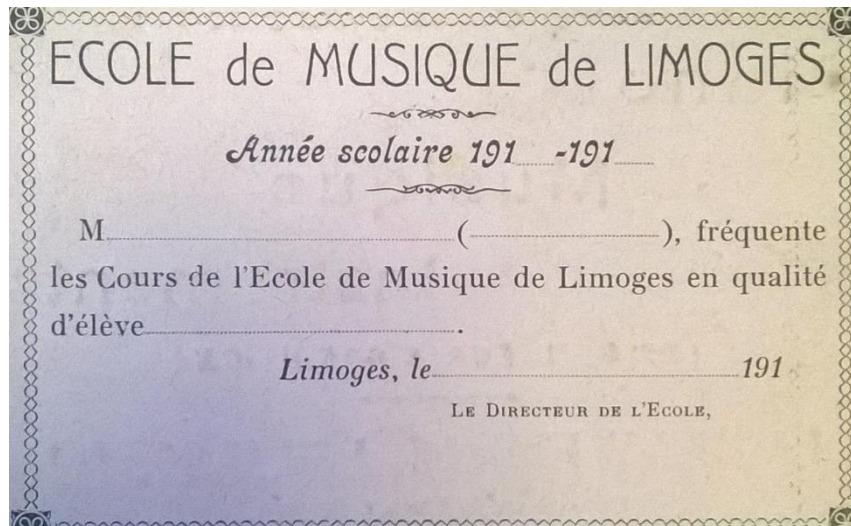 ECOLE de MUSIQUE de LIMOGES
Année scolaire 191......-191......
M............................................(........................), fréquente
les Cours de l'Ecole de Musique de Limoges en qualité
d'élève.........................................
Limoges, le........................................191
LE DIRECTEUR DE L'ECOLE,